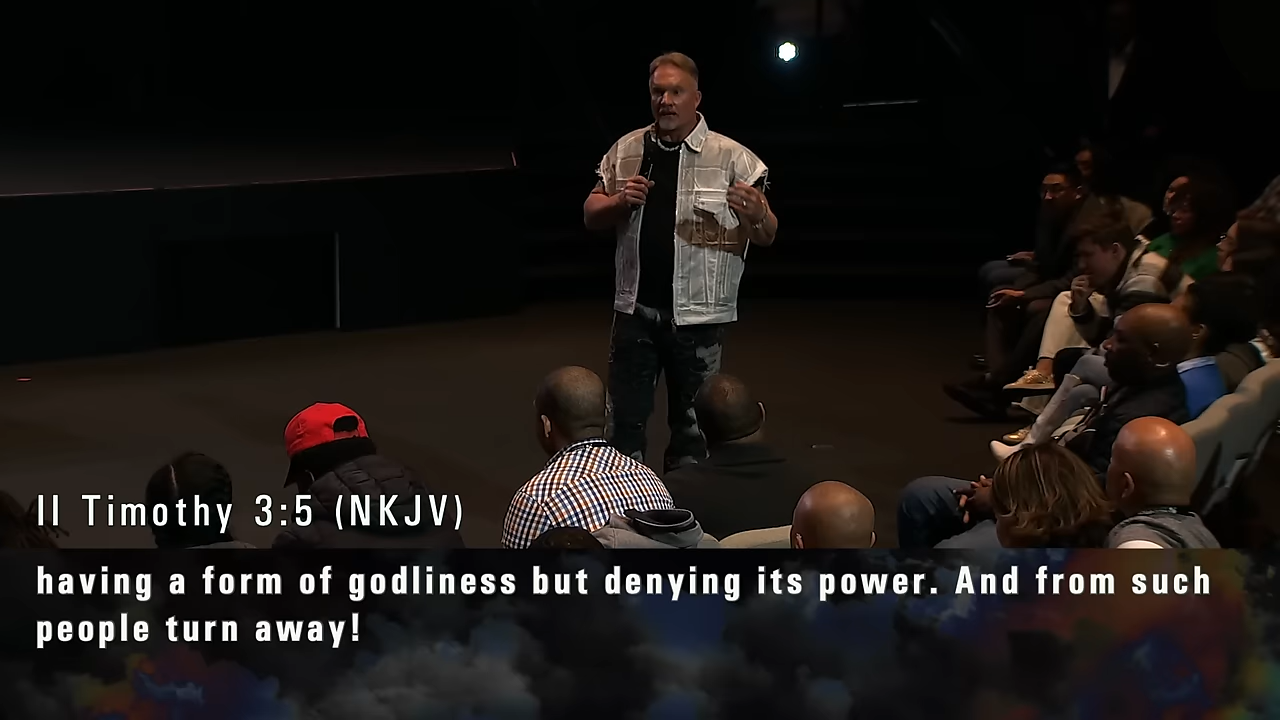 II Timothy 3:5 (NKJV)
having a form of godliness but denying its power. And from such
people turn away!